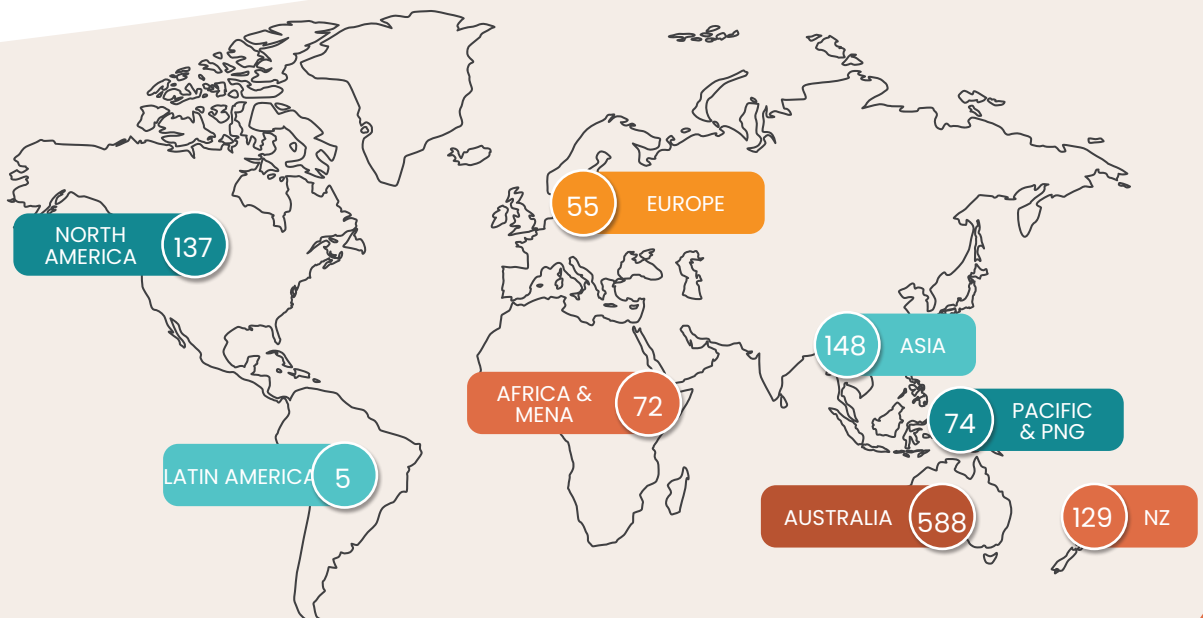 55
EUROPE
NORTH
AMERICA
137
148
ASIA
AFRICA &
MENA
72
74
PACIFIC
& PNG
LATIN AMERICA
5
AUSTRALIA
588
129
NZ